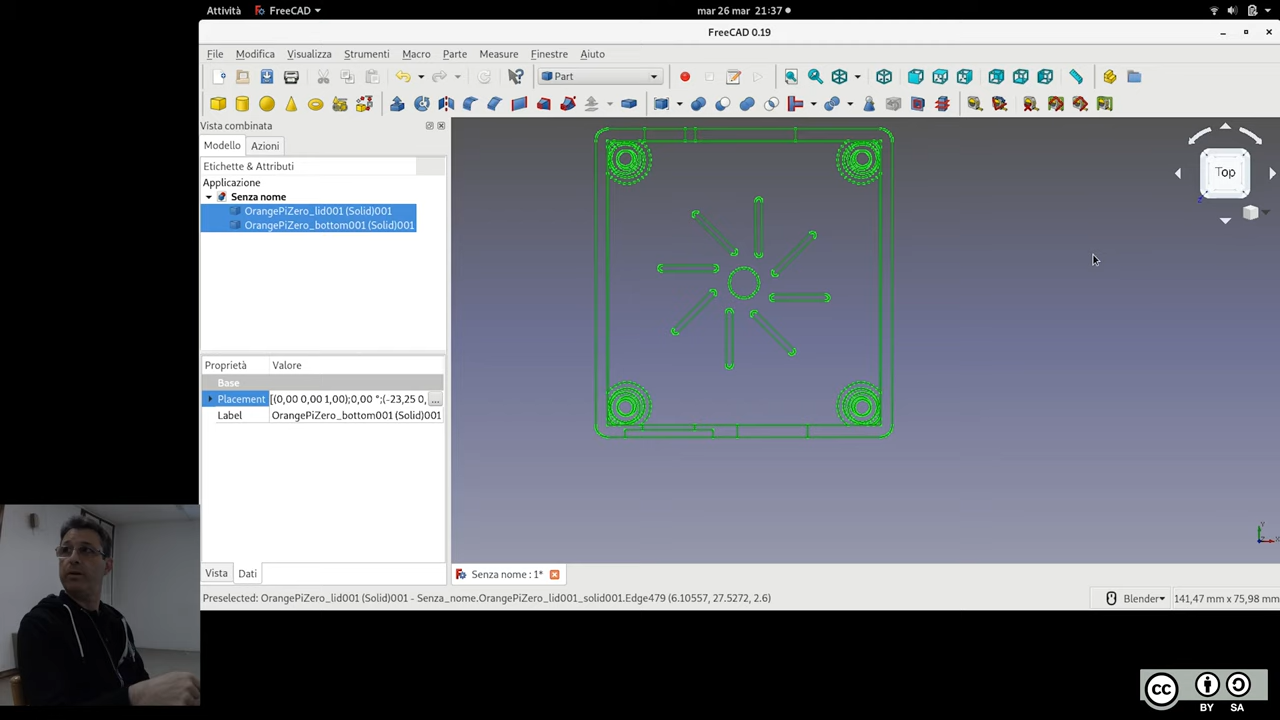 Attività
FreeCAD
mar 26 mar 21:37
FreeCAD 0.19
File Modifica Visualizza Strumenti Macro Parte Measure Finestre Aiuto
Part
Vista combinata
Modello Azioni
Etichette & Attributi
Applicazione
Senza nome
OrangePiZero_lid001 (Solid)001
OrangePiZero_bottom001 (Solid)001
Top
Proprietà Valore
Base
Placement [(0,00 0,00 1,00);0,00 °;(-23,25 0, ...
Label OrangePiZero_bottom001 (Solid)001
Vista Dati
Senza nome : 1*
Preselected: OrangePiZero_lid001 (Solid)001 - Senza_nome.OrangePiZero_lid001_solid001.Edge479 (6.10557, 27.5272, 2.6)
Blender
141,47 mm x 75,98 mm
CC
BY SA